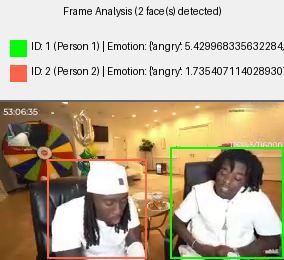 Frame Analysis (2 face(s) detected)
ID: 1 (Person 1) | Emotion: {'angry': 5.429968335632284,
ID: 2 (Person 2) | Emotion: {'angry': 1.735407114028930
53:06:35